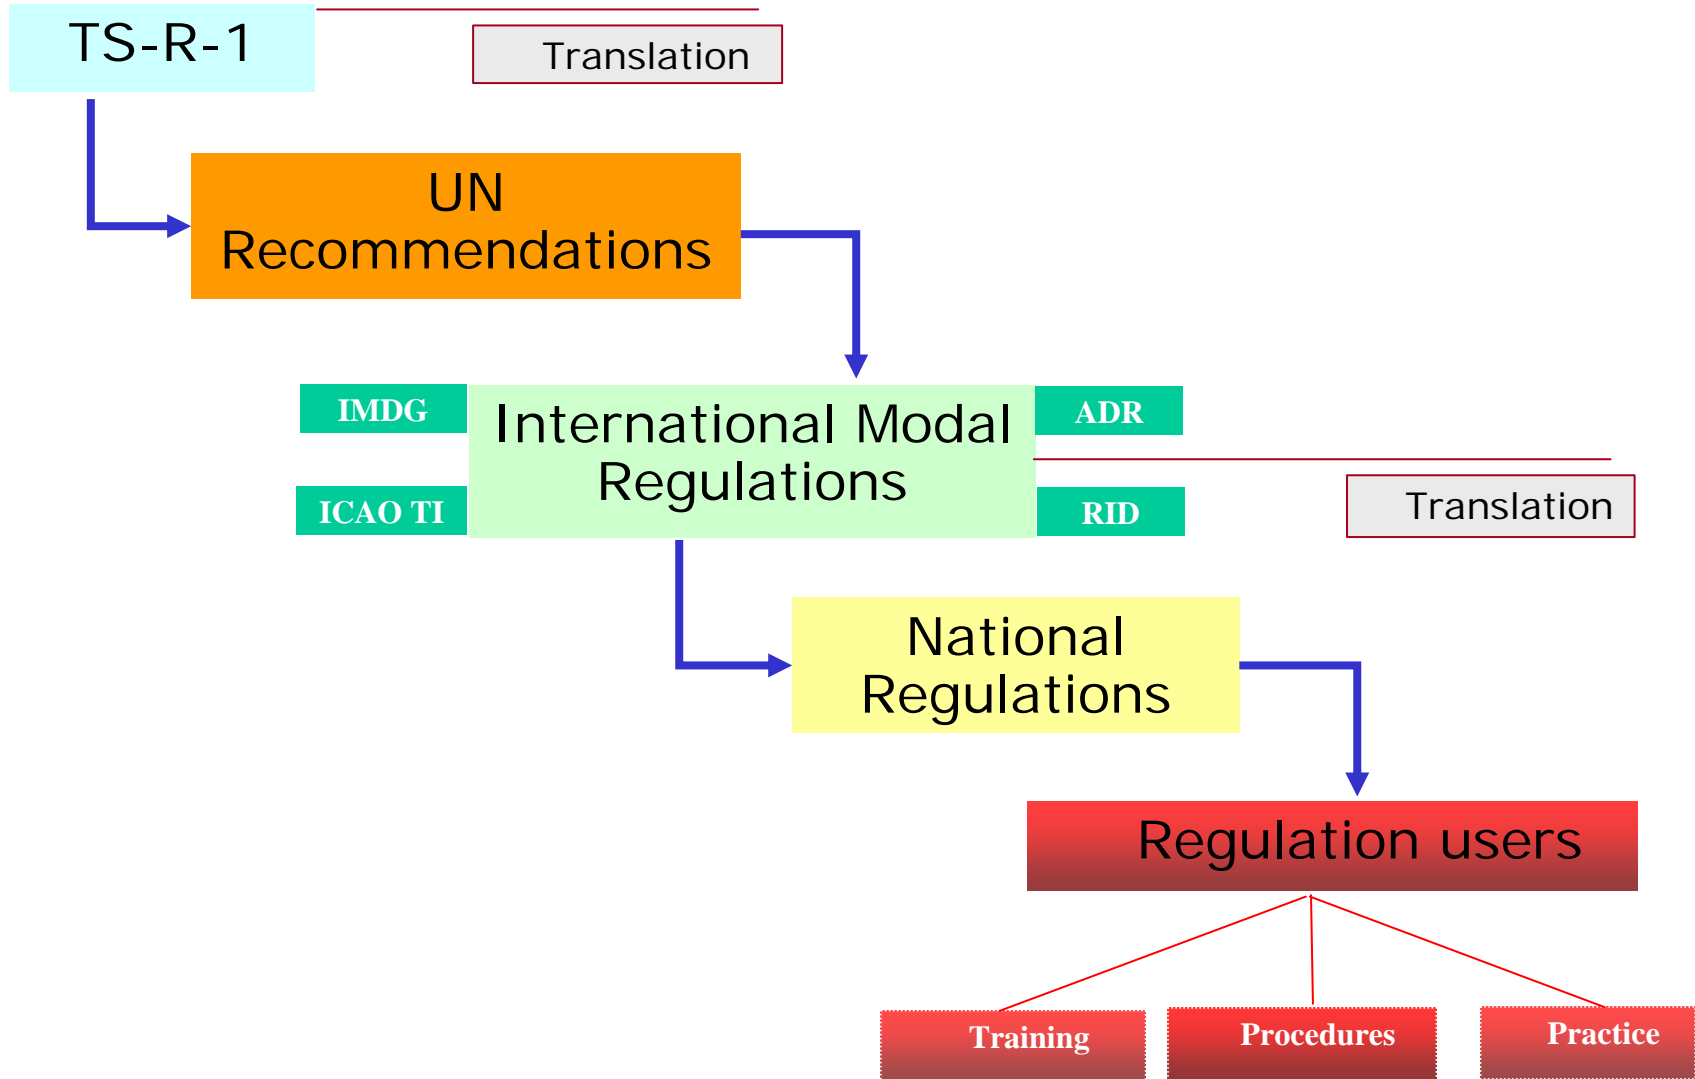 TS-R-1
Translation
UN
Recommendations
IMDG
International Modal
Regulations
ADR
ICAO TI
RID
Translation
National
Regulations
Regulation users
Training
Procedures
Practice